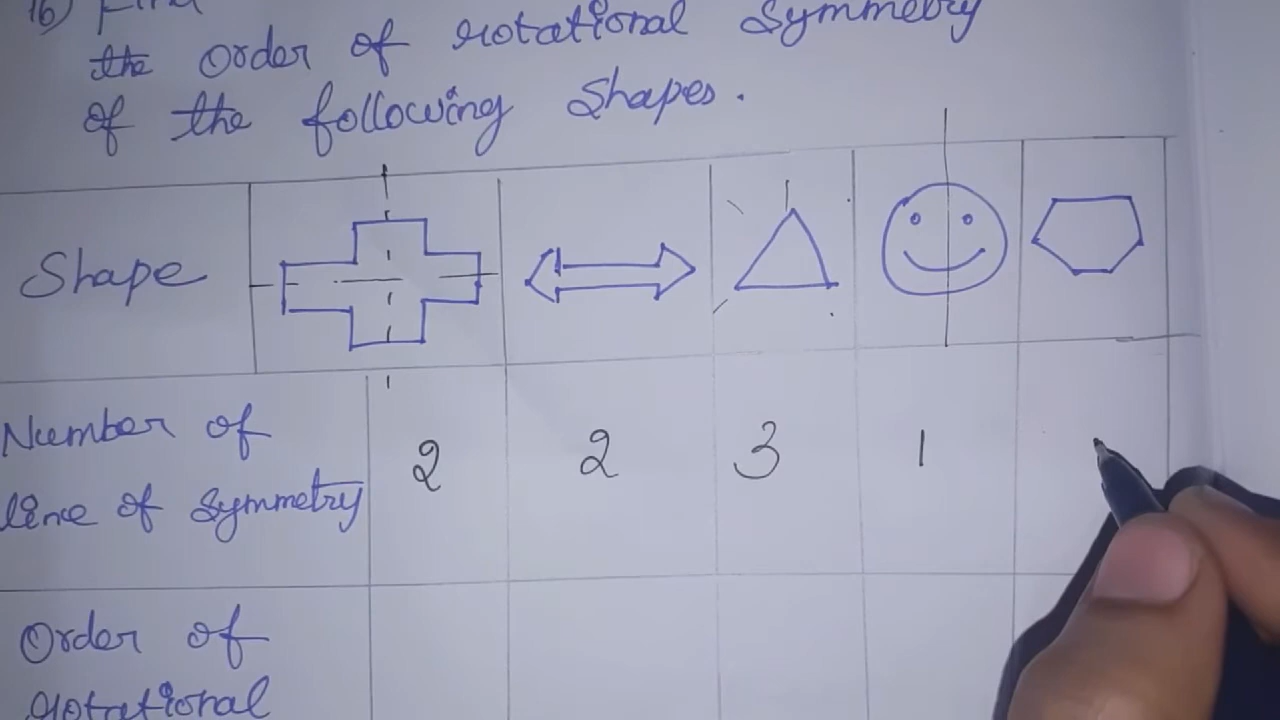 16) Find
the order of rotational Symmetry
of the following Shapes.
Shape
Number of
line of Symmetry
2 2 3 1
Order of
rotational